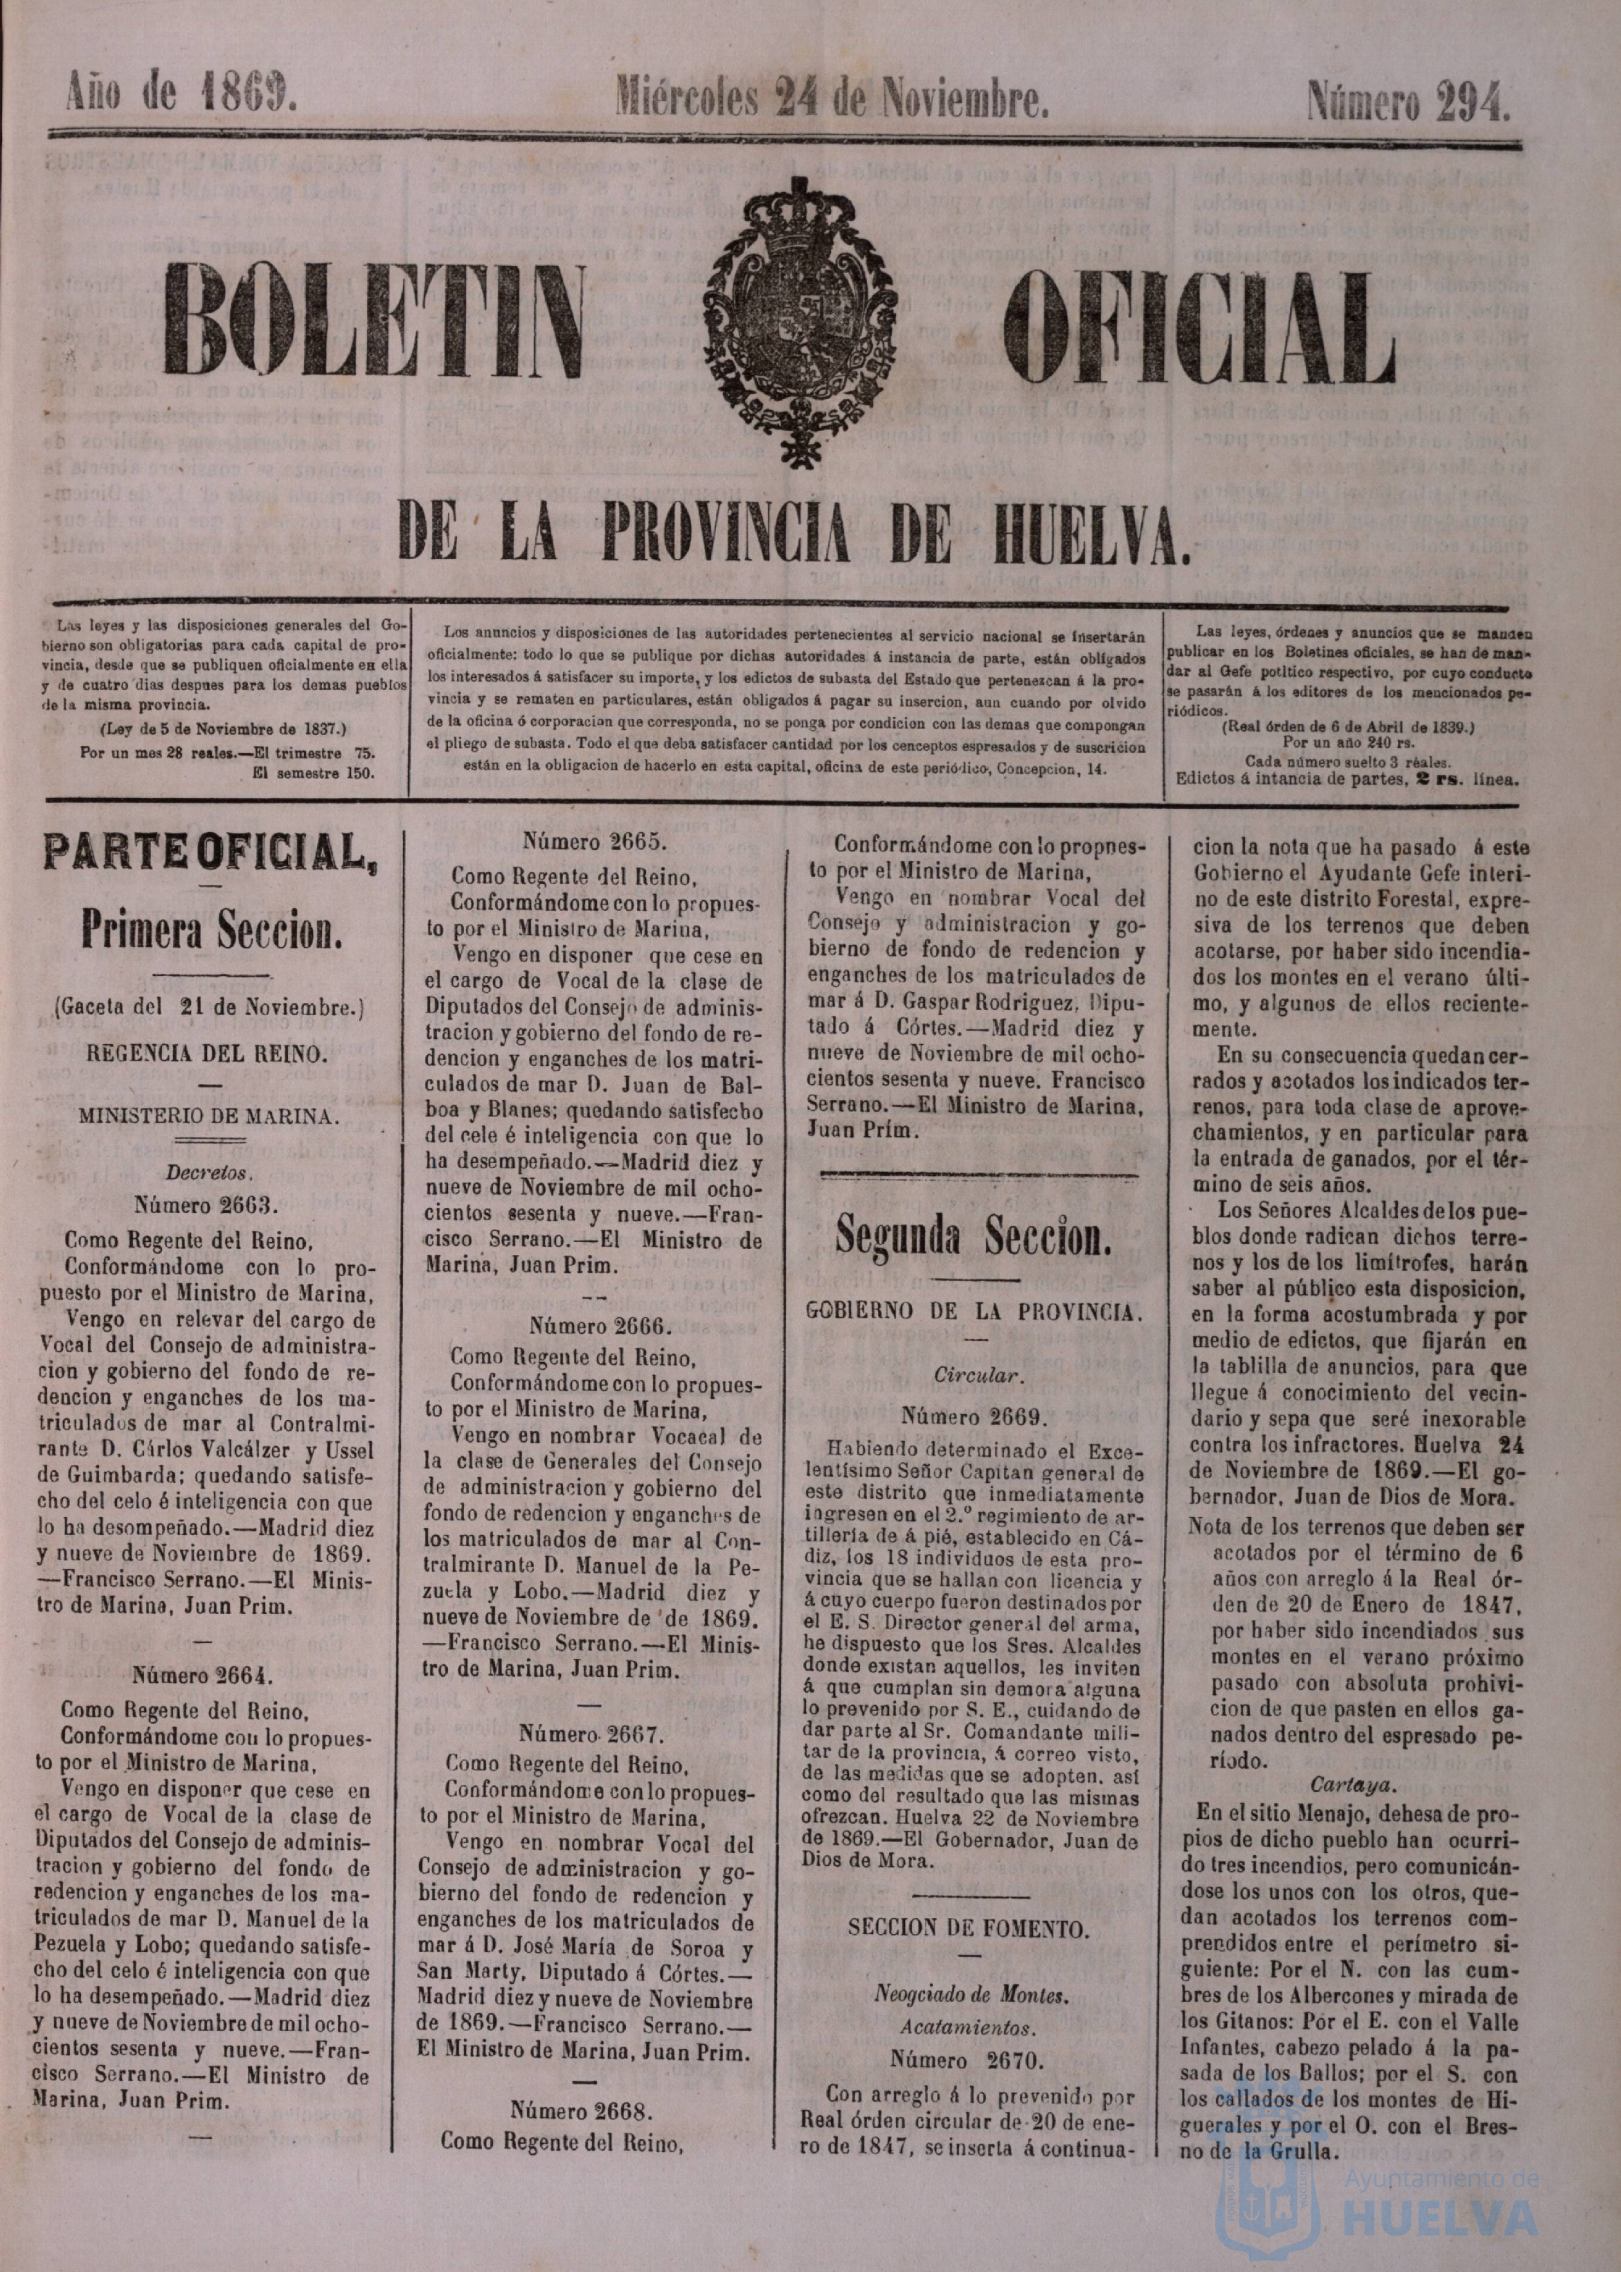 Año de 1869.
Miércoles 24 de Noviembre.
Número 294.
BOLETIN OFICIAL
DE LA PROVINCIA DE HUELVA.
Las leyes y las disposiciones generales del Go-
bierno son obligatorias para cada capital de pro-
vincia, desde que se publiquen oficialmente en ella
y de cuatro dias despues para los demas pueblos
de la misma provincia.
(Ley de 5 de Noviembre de 1837.)
Por un mes 28 reales.—El trimestre 75.
El semestre 150.
Los anuncios y disposiciones de las autoridades pertenecientes al servicio nacional se insertarán
oficialmente: todo lo que se publique por dichas autoridades á instancia de parte, están obligados
los interesados á satisfacer su importe, y los edictos de subasta del Estado que pertenezcan á la pro-
vincia y se rematen en particulares, están obligados á pagar su insercion, aun cuando por olvido
de la oficina ó corporacion que corresponda, no se ponga por condicion con las demas que compongan
el pliego de subasta. Todo el que deba satisfacer cantidad por los cenceptos espresados y de suscricion
están en la obligacion de hacerlo en esta capital, oficina de este periódico, Concepcion, 14.
Las leyes, órdenes y anuncios que se manden
publicar en los Boletines oficiales, se han de man-
dar al Gefe potltico respectivo, por cuyo conducto
se pasarán á los editores de los mencionados pe-
riódicos.
(Real órden de 6 de Abril de 1839.)
Por un año 240 rs.
Cada número suelto 3 réales.
Edictos á intancia de partes, 2 rs. línea.
PARTE OFICIAL,
Primera Seccion.
(Gaceta del 21 de Noviembre.)
REGENCIA DEL REINO.
MINISTERIO DE MARINA.
Decretos.
Número 2663.
Como Regente del Reino,
Conformándome con lo pro-
puesto por el Ministro de Marina,
Vengo en relevar del cargo de
Vocal del Consejo de administra-
cion y gobierno del fondo de re-
dencion y enganches de los ma-
triculados de mar al Contralmi-
rante D. Cárlos Valcálzer y Ussel
de Guimbarda; quedando satisfe-
cho del celo é inteligencia con que
lo ha desompeñado.—Madrid diez
y nueve de Noviembre de 1869.
—Francisco Serrano.—El Minis-
tro de Marina, Juan Prim.
Número 2664.
Como Regente del Reino,
Conformándome cou lo propues-
to por el Ministro de Marina,
Vengo en disponer que cese en
el cargo de Vocal de la clase de
Diputados del Consejo de adminis-
tracion y gobierno del fondo de
redencion y enganches de los ma-
triculados de mar D. Manuel de la
Pezuela y Lobo; quedando satisfe-
cho del celo é inteligencia con que
lo ha desempeñado.—Madrid diez
y nueve de Noviembre de mil ocho-
cientos sesenta y nueve.—Fran-
cisco Serrano.—El Ministro de
Marina, Juan Prim.
Número 2665.
Como Regente del Reino,
Conformándome con lo propues-
to por el Ministro de Marina,
Vengo en disponer que cese en
el cargo de Vocal de la clase de
Diputados del Consejo de adminis-
tracion y gobierno del fondo de re-
dencion y enganches de los matri-
culados de mar D. Juan de Bal-
boa y Blanes; quedando satisfecho
del cele é inteligencia con que lo
ha desempeñado.—Madrid diez y
nueve de Noviembre de mil ocho-
cientos sesenta y nueve.—Fran-
cisco Serrano.—El Ministro de
Marina, Juan Prim.
Número 2666.
Como Regente del Reino,
Conformándome con lo propues-
to por el Ministro de Marina,
Vengo en nombrar Vocacal de
la clase de Generales del Consejo
de administracion y gobierno del
fondo de redencion y enganches de
los matriculados de mar al Con-
tralmirante D. Manuel de la Pe-
zuela y Lobo.—Madrid diez y
nueve de Noviembre de de 1869.
—Francisco Serrano.—El Minis-
tro de Marina, Juan Prim.
Número 2667.
Como Regente del Reino,
Conformándome con lo propues-
to por el Ministro de Marina,
Vengo en nombrar Vocal del
Consejo de administracion y go-
bierno del fondo de redencion y
enganches de los matriculados de
mar á D. José María de Soroa y
San Marty, Diputado á Córtes.—
Madrid diez y nueve de Noviembre
de 1869.—Francisco Serrano.—
El Ministro de Marina, Juan Prim.
Número 2668.
Como Regente del Reino,
Conformándome con lo propnes-
to por el Ministro de Marina,
Vengo en nombrar Vocal del
Consejo y administracion y go-
bierno de fondo de redencion y
enganches de los matriculados de
mar á D. Gaspar Rodriguez, Dipu-
tado á Córtes.—Madrid diez y
nueve de Noviembre de mil ocho-
cientos sesenta y nueve. Francisco
Serrano.—El Ministro de Marina,
Juan Prím.
Segunda Seccion.
GOBIERNO DE LA PROVINCIA.
Circular.
Número 2669.
Habiendo determinado el Exce-
lentísimo Señor Capitan general de
este distrito que inmediatamente
ingresen en el 2.º regimiento de ar-
tillería de á pié, establecido en Cá-
diz, los 18 individuos de esta pro-
vincia que se hallan con licencia y
á cuyo cuerpo fueron destinados por
el E. S. Director general del arma,
he dispuesto que los Sres. Alcaldes
donde existan aquellos, les inviten
á que cumplan sin demora alguna
lo prevenido por S. E., cuidando de
dar parte al Sr. Comandante mili-
tar de la provincia, á correo visto,
de las medidas que se adopten. así
como del resultado que las mismas
ofrezcan. Huelva 22 de Noviembre
de 1869.—El Gobernador, Juan de
Dios de Mora.
SECCION DE FOMENTO.
Neogciado de Montes.
Acatamientos.
Número 2670.
Con arreglo á lo prevenido por
Real órden circular de 20 de ene-
ro de 1847, se inserta á continua-
cion la nota que ha pasado á este
Gobierno el Ayudante Gefe interi-
no de este distrito Forestal, expre-
siva de los terrenos que deben
acotarse, por haber sido incendia-
dos los montes en el verano últi-
mo, y algunos de ellos reciente-
mente.
En su consecuencia quedan cer-
rados y acotados los indicados ter-
renos, para toda clase de aprove-
chamientos, y en particular para
la entrada de ganados, por el tér-
mino de seis años.
Los Señores Alcaldes de los pue-
blos donde radican dichos terre-
nos y los de los limítrofes, harán
saber al público esta disposicion,
en la forma acostumbrada y por
medio de edictos, que fijarán en
la tablilla de anuncios, para que
llegue á conocimiento del vecin-
dario y sepa que seré inexorable
contra los infractores. Huelva 24
de Noviembre de 1869.—El go-
bernador, Juan de Dios de Mora.
Nota de los terrenos que deben ser
acotados por el término de 6
años con arreglo á la Real ór-
den de 20 de Enero de 1847,
por haber sido incendiados sus
montes en el verano próximo
pasado con absoluta prohivi-
cion de que pasten en ellos ga-
nados dentro del espresado pe-
ríodo.
Cartaya.
En el sitio Menajo, dehesa de pro-
pios de dicho pueblo han ocurri-
do tres incendios, pero comunicán-
dose los unos con los otros, que-
dan acotados los terrenos com-
prendidos entre el perímetro si-
guiente: Por el N. con las cum-
bres de los Albercones y mirada de
los Gitanos: Por el E. con el Valle
Infantes, cabezo pelado á la pa-
sada de los Ballos; por el S. con
los callados de los montes de Hi-
guerales y por el O. con el Bres-
no de la Grulla.
Ayuntamiento de
HUELVA